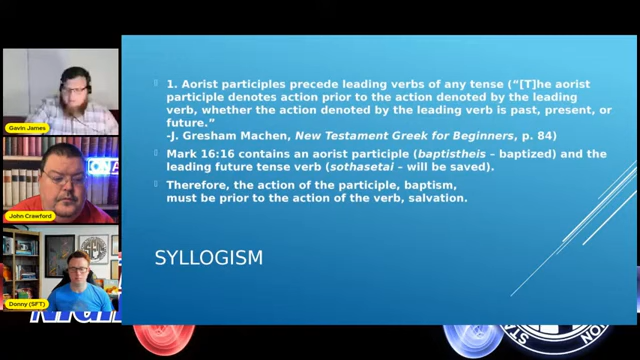 1. Aorist participles precede leading verbs of any tense (“[T]he aorist
participle denotes action prior to the action denoted by the leading
verb, whether the action denoted by the leading verb is past, present, or
future.”
-J. Gresham Machen, New Testament Greek for Beginners, p. 84)
Mark 16:16 contains an aorist participle (baptistheis – baptized) and the
leading future tense verb (sothasetai – will be saved).
Therefore, the action of the participle, baptism,
must be prior to the action of the verb, salvation.
SYLLOGISM
Gavin James
John Crawford
Donny (SFT)